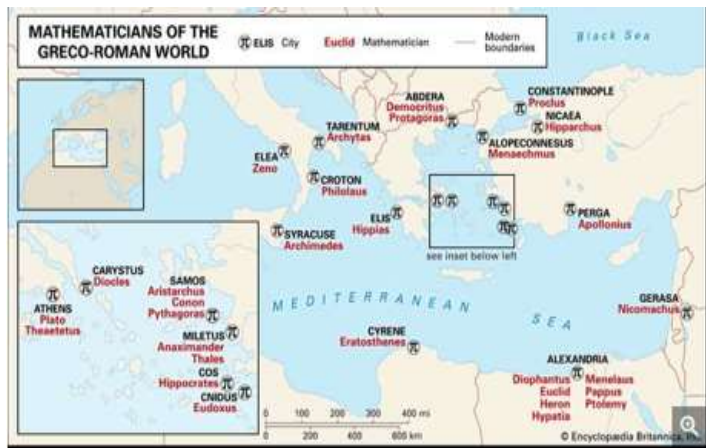 MATHEMATICIANS OF THE
GRECO-ROMAN WORLD
π ELIS City
Euclid Mathematician
Modern
boundaries
Black Sea
ABDERA
Democritus
Protagoras
CONSTANTINOPLE
Proclus
NICAEA
Hipparchus
ALOPECONNESUS
Menaechmus
TARENTUM
Archytas
ELEA
Zeno
CROTON
Philolaus
ELIS
Hippias
SYRACUSE
Archimedes
PERGA
Apollonius
see inset below left
CARYSTUS
Diocles
ATHENS
Plato
Theaetetus
SAMOS
Aristarchus
Conon
Pythagoras
MILETUS
Anaximander
Thales
COS
Hippocrates
CNIDUS
Eudoxus
MEDITERRANEAN
SEA
GERASA
Nicomachus
CYRENE
Eratosthenes
ALEXANDRIA
Diophantus Menelaus
Euclid Pappus
Heron Ptolemy
Hypatia
0 100 200 300 400 mi
0 200 400 600 km
© Encyclopædia Britannica,